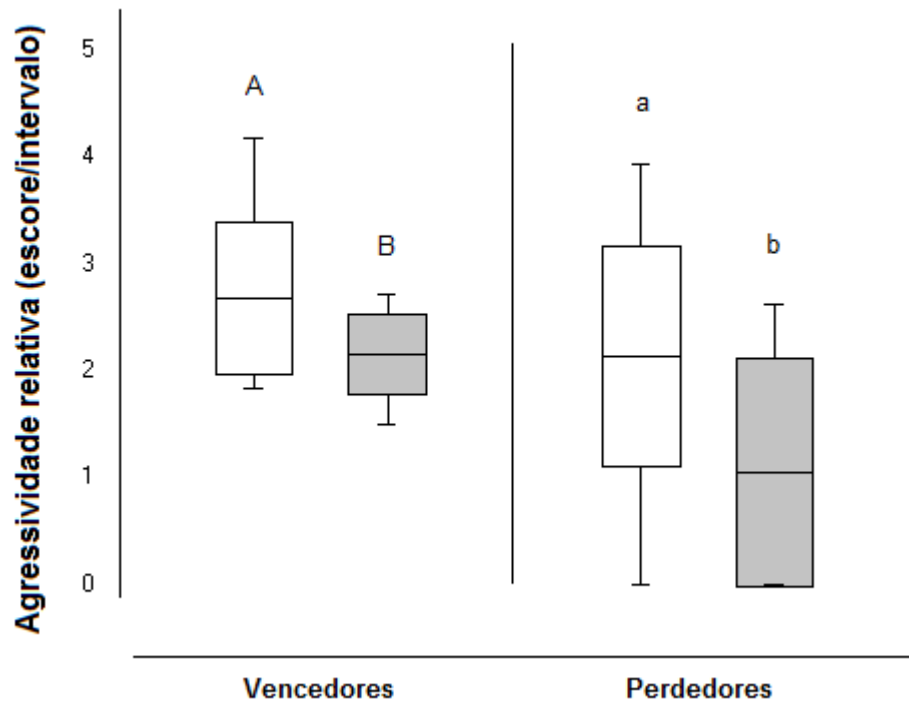 Agressividade relativa (escore/intervalo)
5
4
3
2
1
0
A
B
a
b
Vencedores
Perdedores